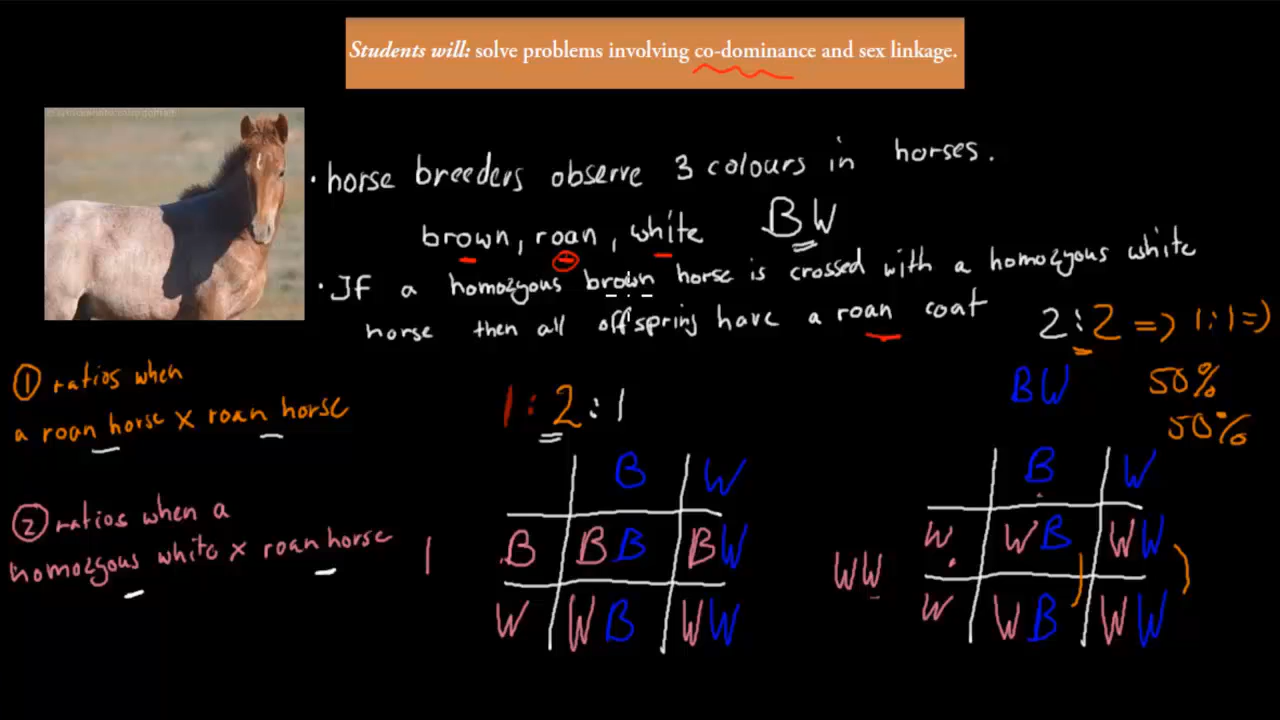 Students will: solve problems involving co-dominance and sex linkage.
· horse breeders observe 3 colours in horses.
brown, roan, white BW
· If a homozygous brown horse is crossed with a homozygous white
horse then all offspring have a roan coat
2:2 => 1:1 =>
BW 50%
50%
① ratios when
a roan horse x roan horse
1:2:1
② ratios when a
homozgous white x roan horse
1
B W
B BB BW
W WB WW
WW
B W
W WB WW
W WB WW